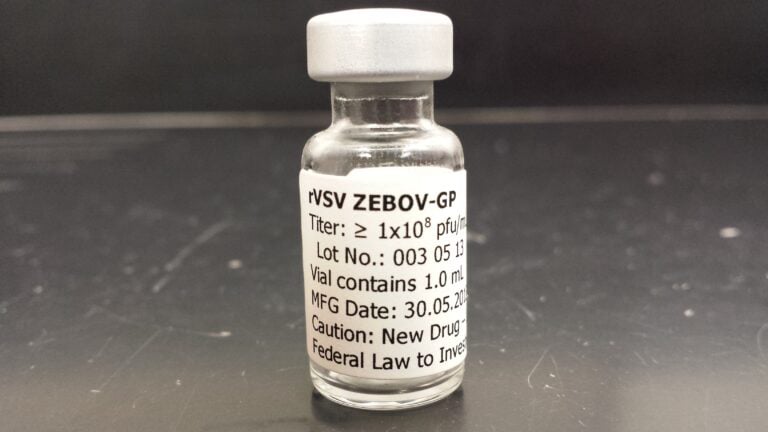 rVSV ZEBOV-GP
Titer: ≥ 1x10⁸ pfu/m
Lot No.: 003 05 13
Vial contains 1.0 mL
MFG Date: 30.05.201
Caution: New Drug –
Federal Law to Inves